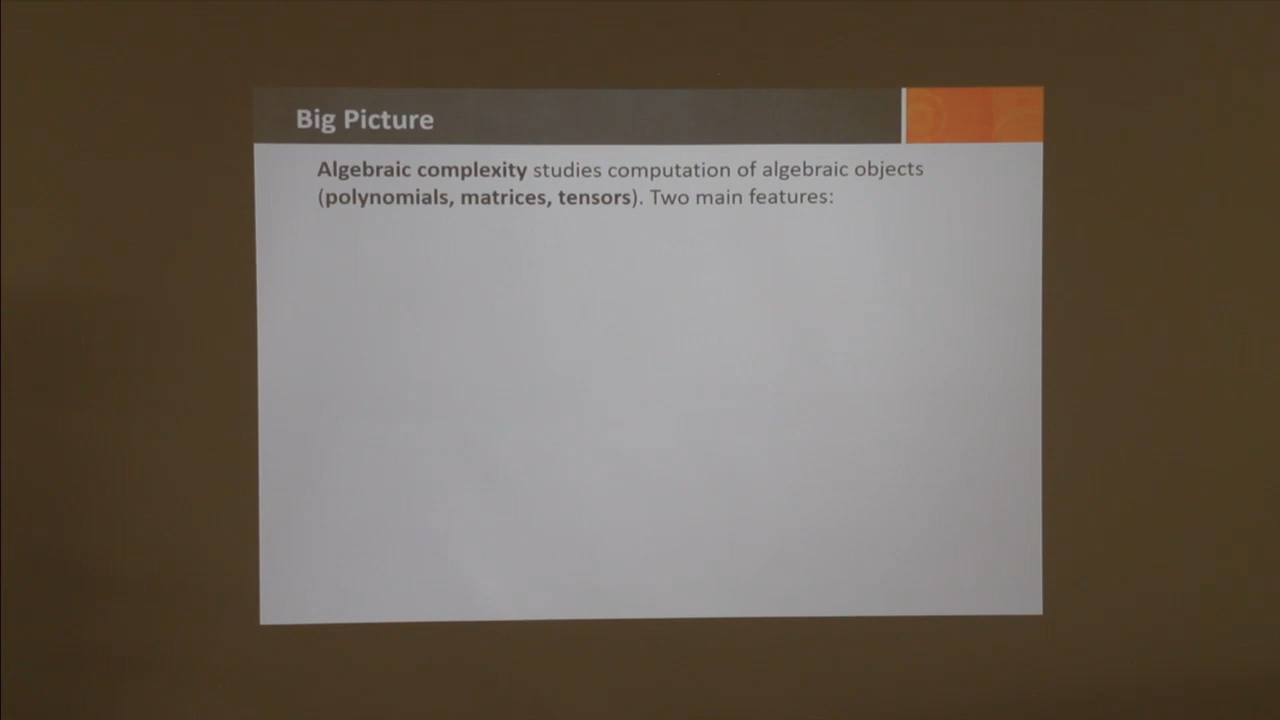 Big Picture
Algebraic complexity studies computation of algebraic objects
(polynomials, matrices, tensors). Two main features: